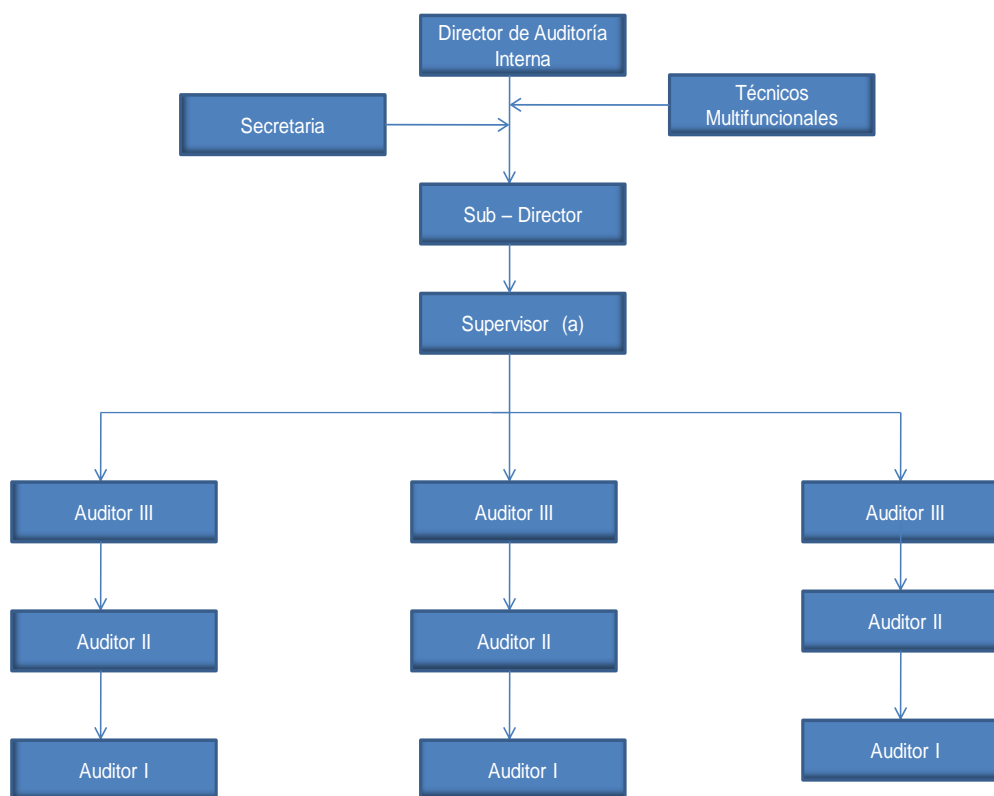 Director de Auditoría
Interna
Técnicos
Multifuncionales
Secretaria
Sub – Director
Supervisor (a)
Auditor III
Auditor III
Auditor III
Auditor II
Auditor II
Auditor II
Auditor I
Auditor I
Auditor I